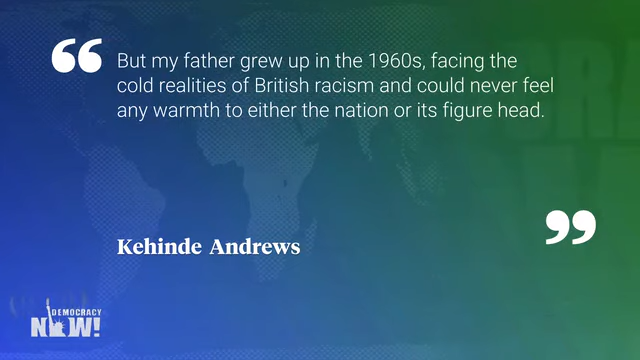 “
But my father grew up in the 1960s, facing the
cold realities of British racism and could never feel
any warmth to either the nation or its figure head.
”
Kehinde Andrews
DEMOCRACY
NOW!